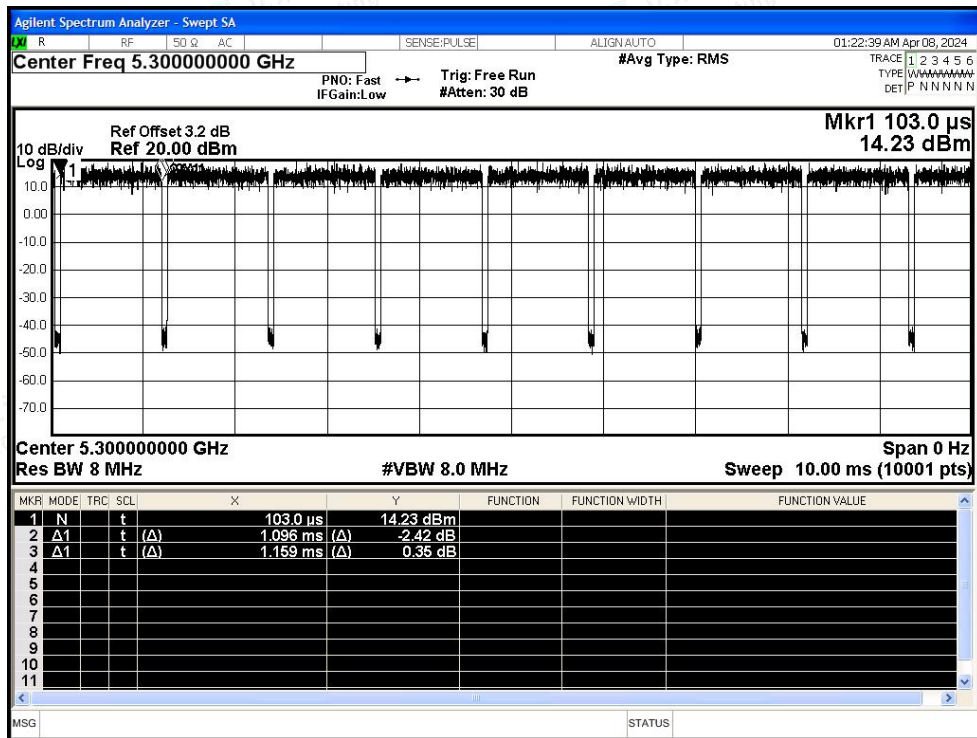 Agilent Spectrum Analyzer - Swept SA
LXI R RF 50 Ω AC SENSE:PULSE ALIGN AUTO 01:22:39 AM Apr 08, 2024
Center Freq 5.300000000 GHz #Avg Type: RMS TRACE 1 2 3 4 5 6
PNO: Fast Trig: Free Run TYPE W
IFGain:Low #Atten: 30 dB DET P N N N N N
Mkr1 103.0 µs
14.23 dBm
Ref Offset 3.2 dB
10 dB/div Ref 20.00 dBm
Log
1
10.0
0.00
-10.0
-20.0
-30.0
-40.0
-50.0
-60.0
-70.0
Center 5.300000000 GHz Span 0 Hz
Res BW 8 MHz #VBW 8.0 MHz Sweep 10.00 ms (10001 pts)
MKR MODE TRC SCL X Y FUNCTION FUNCTION WIDTH FUNCTION VALUE
1 N t 103.0 µs 14.23 dBm
2 Δ1 t (Δ) 1.096 ms (Δ) -2.42 dB
3 Δ1 t (Δ) 1.159 ms (Δ) 0.35 dB
4
5
6
7
8
9
10
11
MSG STATUS